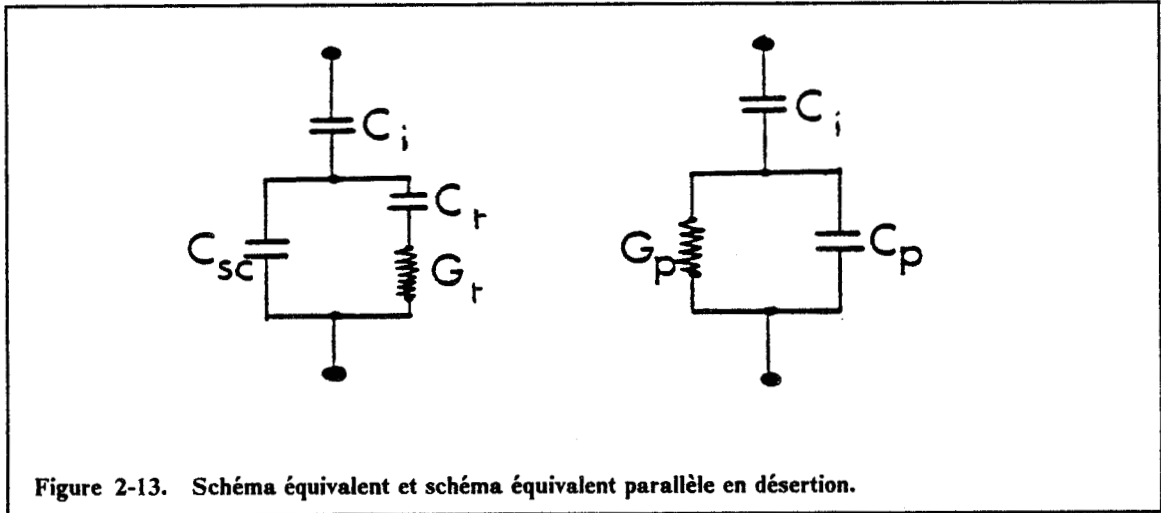 C_i
C_r
C_sc
G_r
C_i
G_p
C_p
Figure 2-13. Schéma équivalent et schéma équivalent parallèle en désertion.